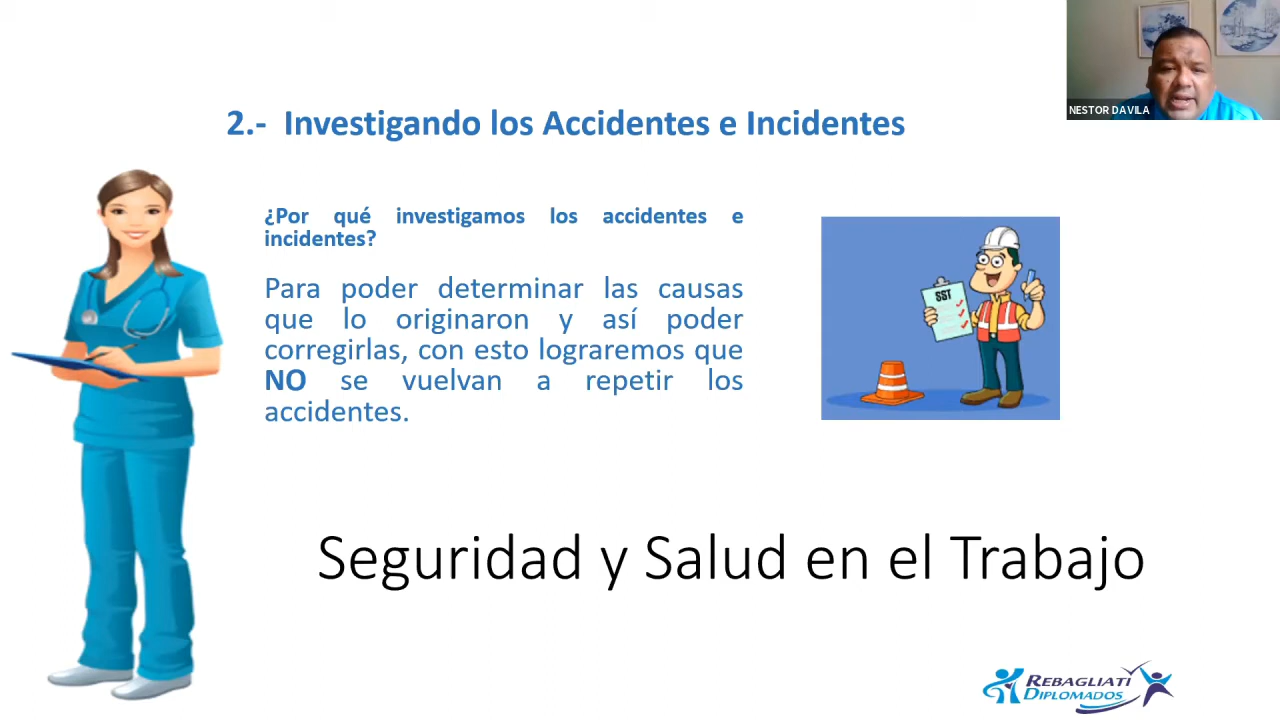 NESTOR DAVILA
2.- Investigando los Accidentes e Incidentes
¿Por qué investigamos los accidentes e
incidentes?
Para poder determinar las causas
que lo originaron y así poder
corregirlas, con esto lograremos que
NO se vuelvan a repetir los
accidentes.
SST
Seguridad y Salud en el Trabajo
REBAGLIATI
DIPLOMADOS